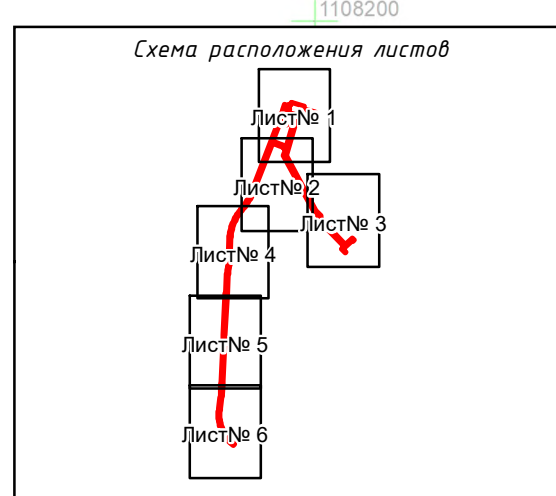 1108200
Схема расположения листов
Лист№ 1
Лист№ 2
Лист№ 3
Лист№ 4
Лист№ 5
Лист№ 6